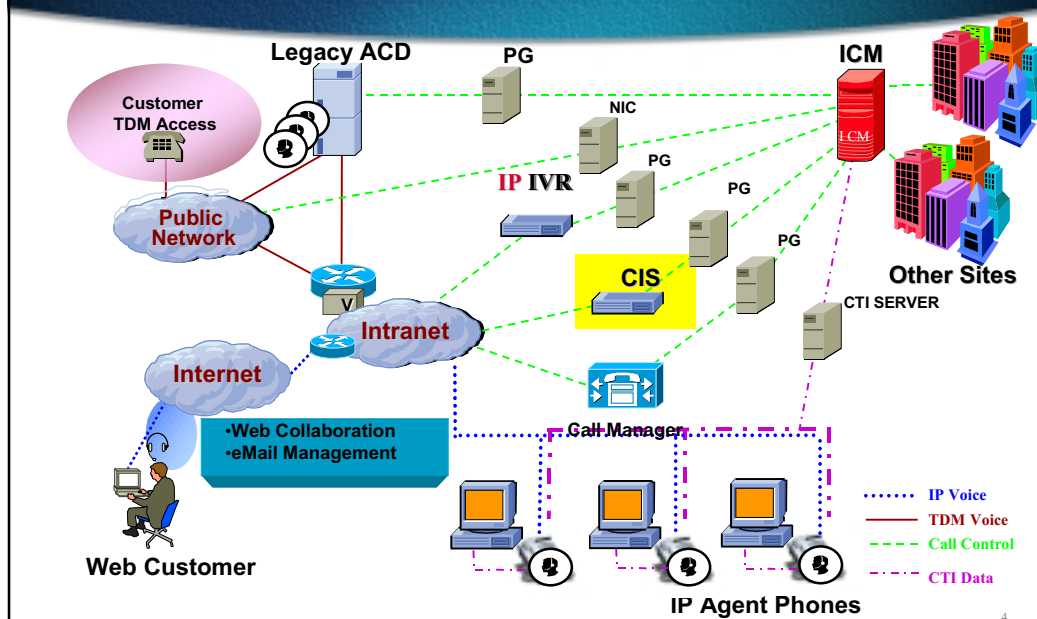 Legacy ACD
PG
ICM
Customer
TDM Access
NIC
ICM
PG
IP IVR
PG
Public
Network
PG
CIS
Other Sites
V
CTI SERVER
Intranet
Internet
Call Manager
•Web Collaboration
•eMail Management
IP Voice
TDM Voice
Call Control
Web Customer
CTI Data
IP Agent Phones
4